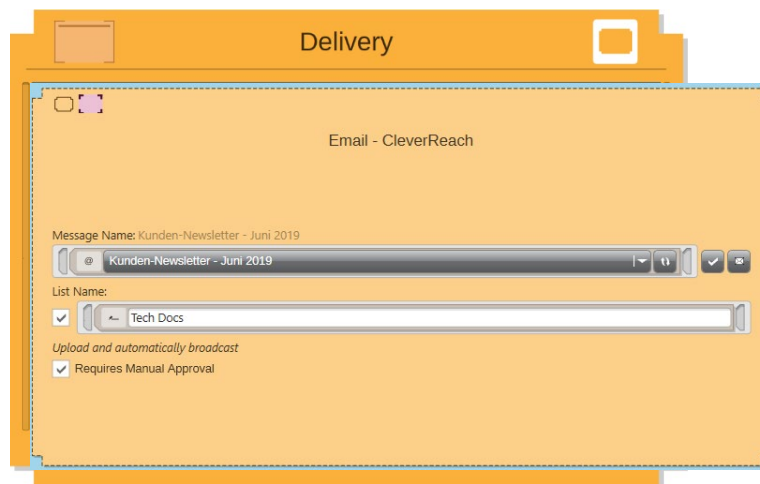 Delivery
Email - CleverReach
Message Name: Kunden-Newsletter - Juni 2019
@ Kunden-Newsletter - Juni 2019
List Name:
Tech Docs
Upload and automatically broadcast
Requires Manual Approval